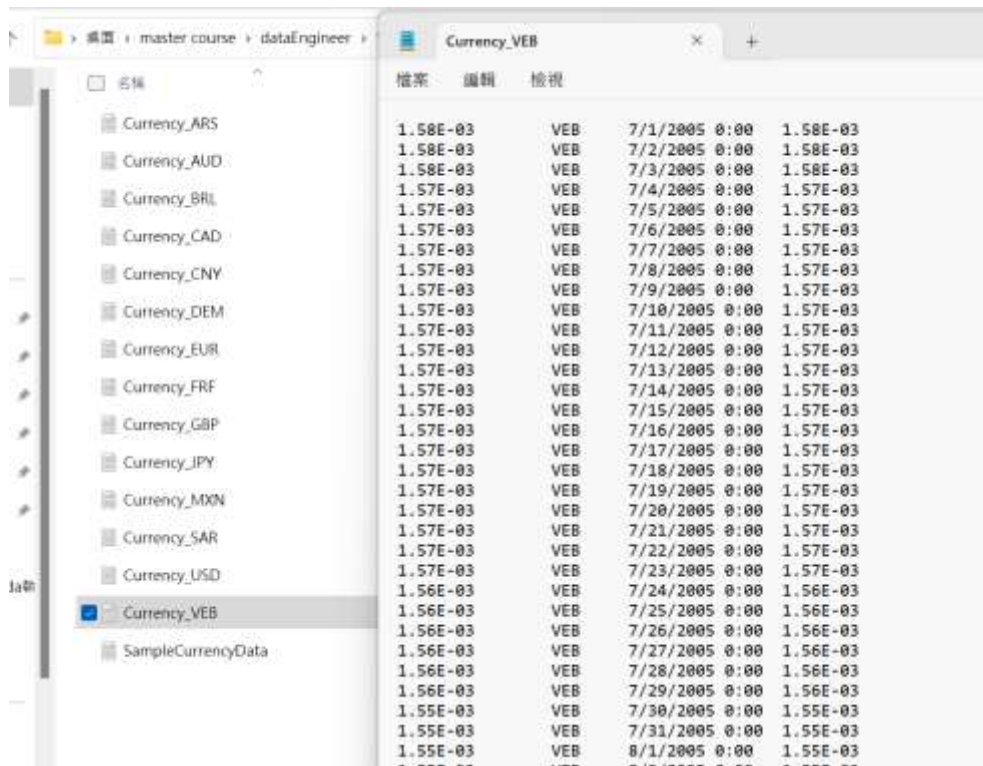 桌面 › master course › dataEngineer ›
名稱
Currency_ARS
Currency_AUD
Currency_BRL
Currency_CAD
Currency_CNY
Currency_DEM
Currency_EUR
Currency_FRF
Currency_GBP
Currency_JPY
Currency_MXN
Currency_SAR
Currency_USD
Currency_VEB
SampleCurrencyData
Currency_VEB × +
檔案 編輯 檢視
1.58E-03 VEB 7/1/2005 0:00 1.58E-03
1.58E-03 VEB 7/2/2005 0:00 1.58E-03
1.58E-03 VEB 7/3/2005 0:00 1.58E-03
1.57E-03 VEB 7/4/2005 0:00 1.57E-03
1.57E-03 VEB 7/5/2005 0:00 1.57E-03
1.57E-03 VEB 7/6/2005 0:00 1.57E-03
1.57E-03 VEB 7/7/2005 0:00 1.57E-03
1.57E-03 VEB 7/8/2005 0:00 1.57E-03
1.57E-03 VEB 7/9/2005 0:00 1.57E-03
1.57E-03 VEB 7/10/2005 0:00 1.57E-03
1.57E-03 VEB 7/11/2005 0:00 1.57E-03
1.57E-03 VEB 7/12/2005 0:00 1.57E-03
1.57E-03 VEB 7/13/2005 0:00 1.57E-03
1.57E-03 VEB 7/14/2005 0:00 1.57E-03
1.57E-03 VEB 7/15/2005 0:00 1.57E-03
1.57E-03 VEB 7/16/2005 0:00 1.57E-03
1.57E-03 VEB 7/17/2005 0:00 1.57E-03
1.57E-03 VEB 7/18/2005 0:00 1.57E-03
1.57E-03 VEB 7/19/2005 0:00 1.57E-03
1.57E-03 VEB 7/20/2005 0:00 1.57E-03
1.57E-03 VEB 7/21/2005 0:00 1.57E-03
1.57E-03 VEB 7/22/2005 0:00 1.57E-03
1.57E-03 VEB 7/23/2005 0:00 1.57E-03
1.56E-03 VEB 7/24/2005 0:00 1.56E-03
1.56E-03 VEB 7/25/2005 0:00 1.56E-03
1.56E-03 VEB 7/26/2005 0:00 1.56E-03
1.56E-03 VEB 7/27/2005 0:00 1.56E-03
1.56E-03 VEB 7/28/2005 0:00 1.56E-03
1.56E-03 VEB 7/29/2005 0:00 1.56E-03
1.55E-03 VEB 7/30/2005 0:00 1.55E-03
1.55E-03 VEB 7/31/2005 0:00 1.55E-03
1.55E-03 VEB 8/1/2005 0:00 1.55E-03